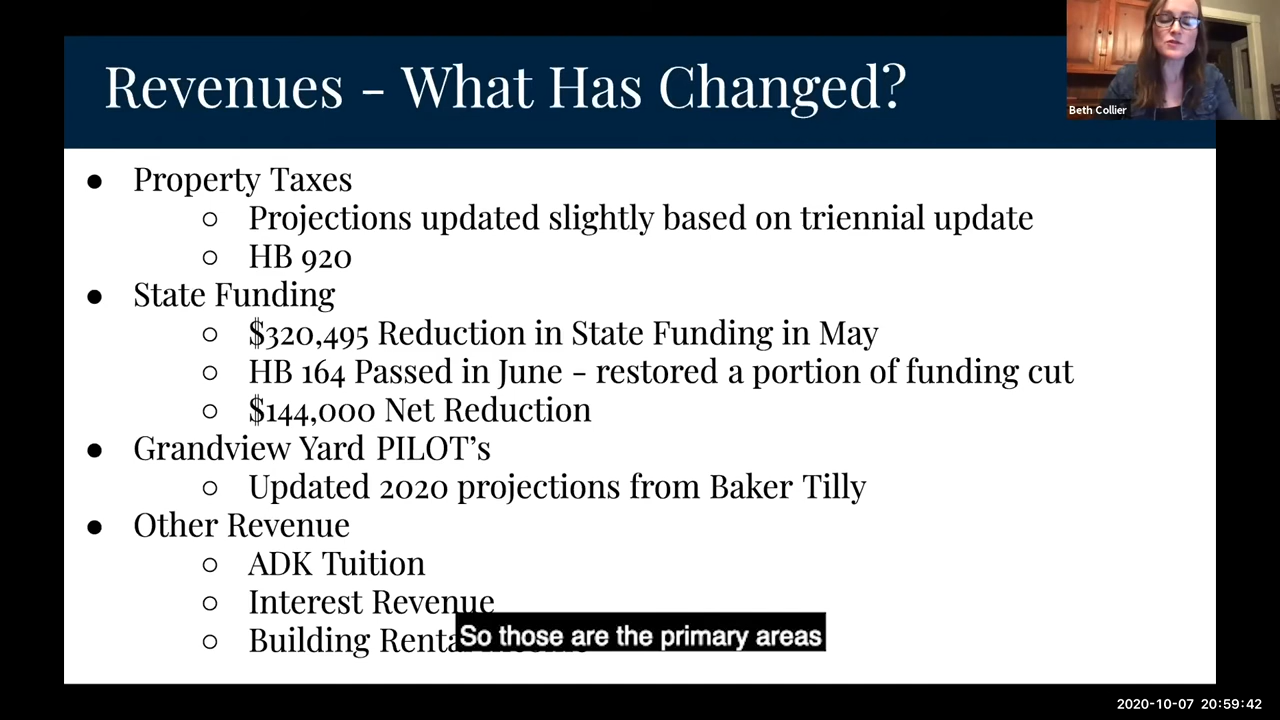 Revenues - What Has Changed?
Beth Collier
● Property Taxes
○ Projections updated slightly based on triennial update
○ HB 920
● State Funding
○ $320,495 Reduction in State Funding in May
○ HB 164 Passed in June - restored a portion of funding cut
○ $144,000 Net Reduction
● Grandview Yard PILOT's
○ Updated 2020 projections from Baker Tilly
● Other Revenue
○ ADK Tuition
○ Interest Revenue
○ Building
So those are the primary areas
2020-10-07 20:59:42